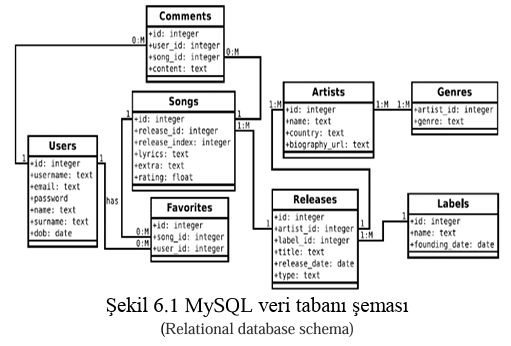 Comments
+id: integer
+user_id: integer
+song_id: integer
+content: text
0:M
0:M
Songs
+id: integer
+release_id: integer
+release_index: integer
+lyrics: text
+extra: text
+rating: float
1
1
1:M
Artists
+id: integer
+name: text
+country: text
+biography_url: text
1:M
1:M
1:M
Genres
+artist_id: integer
+genre: text
Users
+id: integer
+username: text
+email: text
+password
+name: text
+surname: text
+dob: date
1
1
has
Favorites
+id: integer
+song_id: integer
+user_id: integer
0:M
0:M
Releases
+id: integer
+artist_id: integer
+label_id: integer
+title: text
+release_date: date
+type: text
1
1
1:M
Labels
+id: integer
+name: text
+founding_date: date
1
Şekil 6.1 MySQL veri tabanı şeması
(Relational database schema)